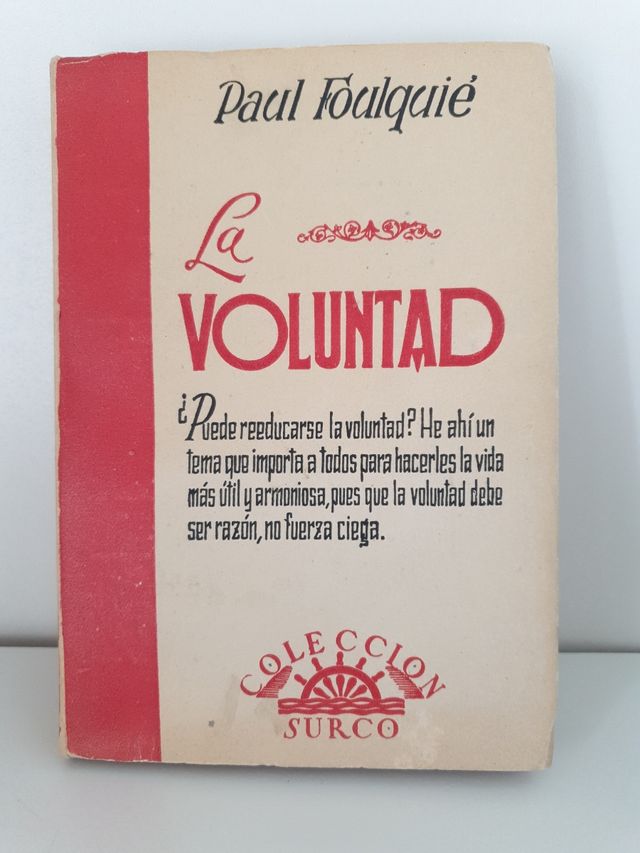 Paul Foulquié
La
VOLUNTAD
¿Puede reeducarse la voluntad? He ahí un
tema que importa a todos para hacerles la vida
más útil y armoniosa, pues que la voluntad debe
ser razón, no fuerza ciega.
COLECCION
SURCO